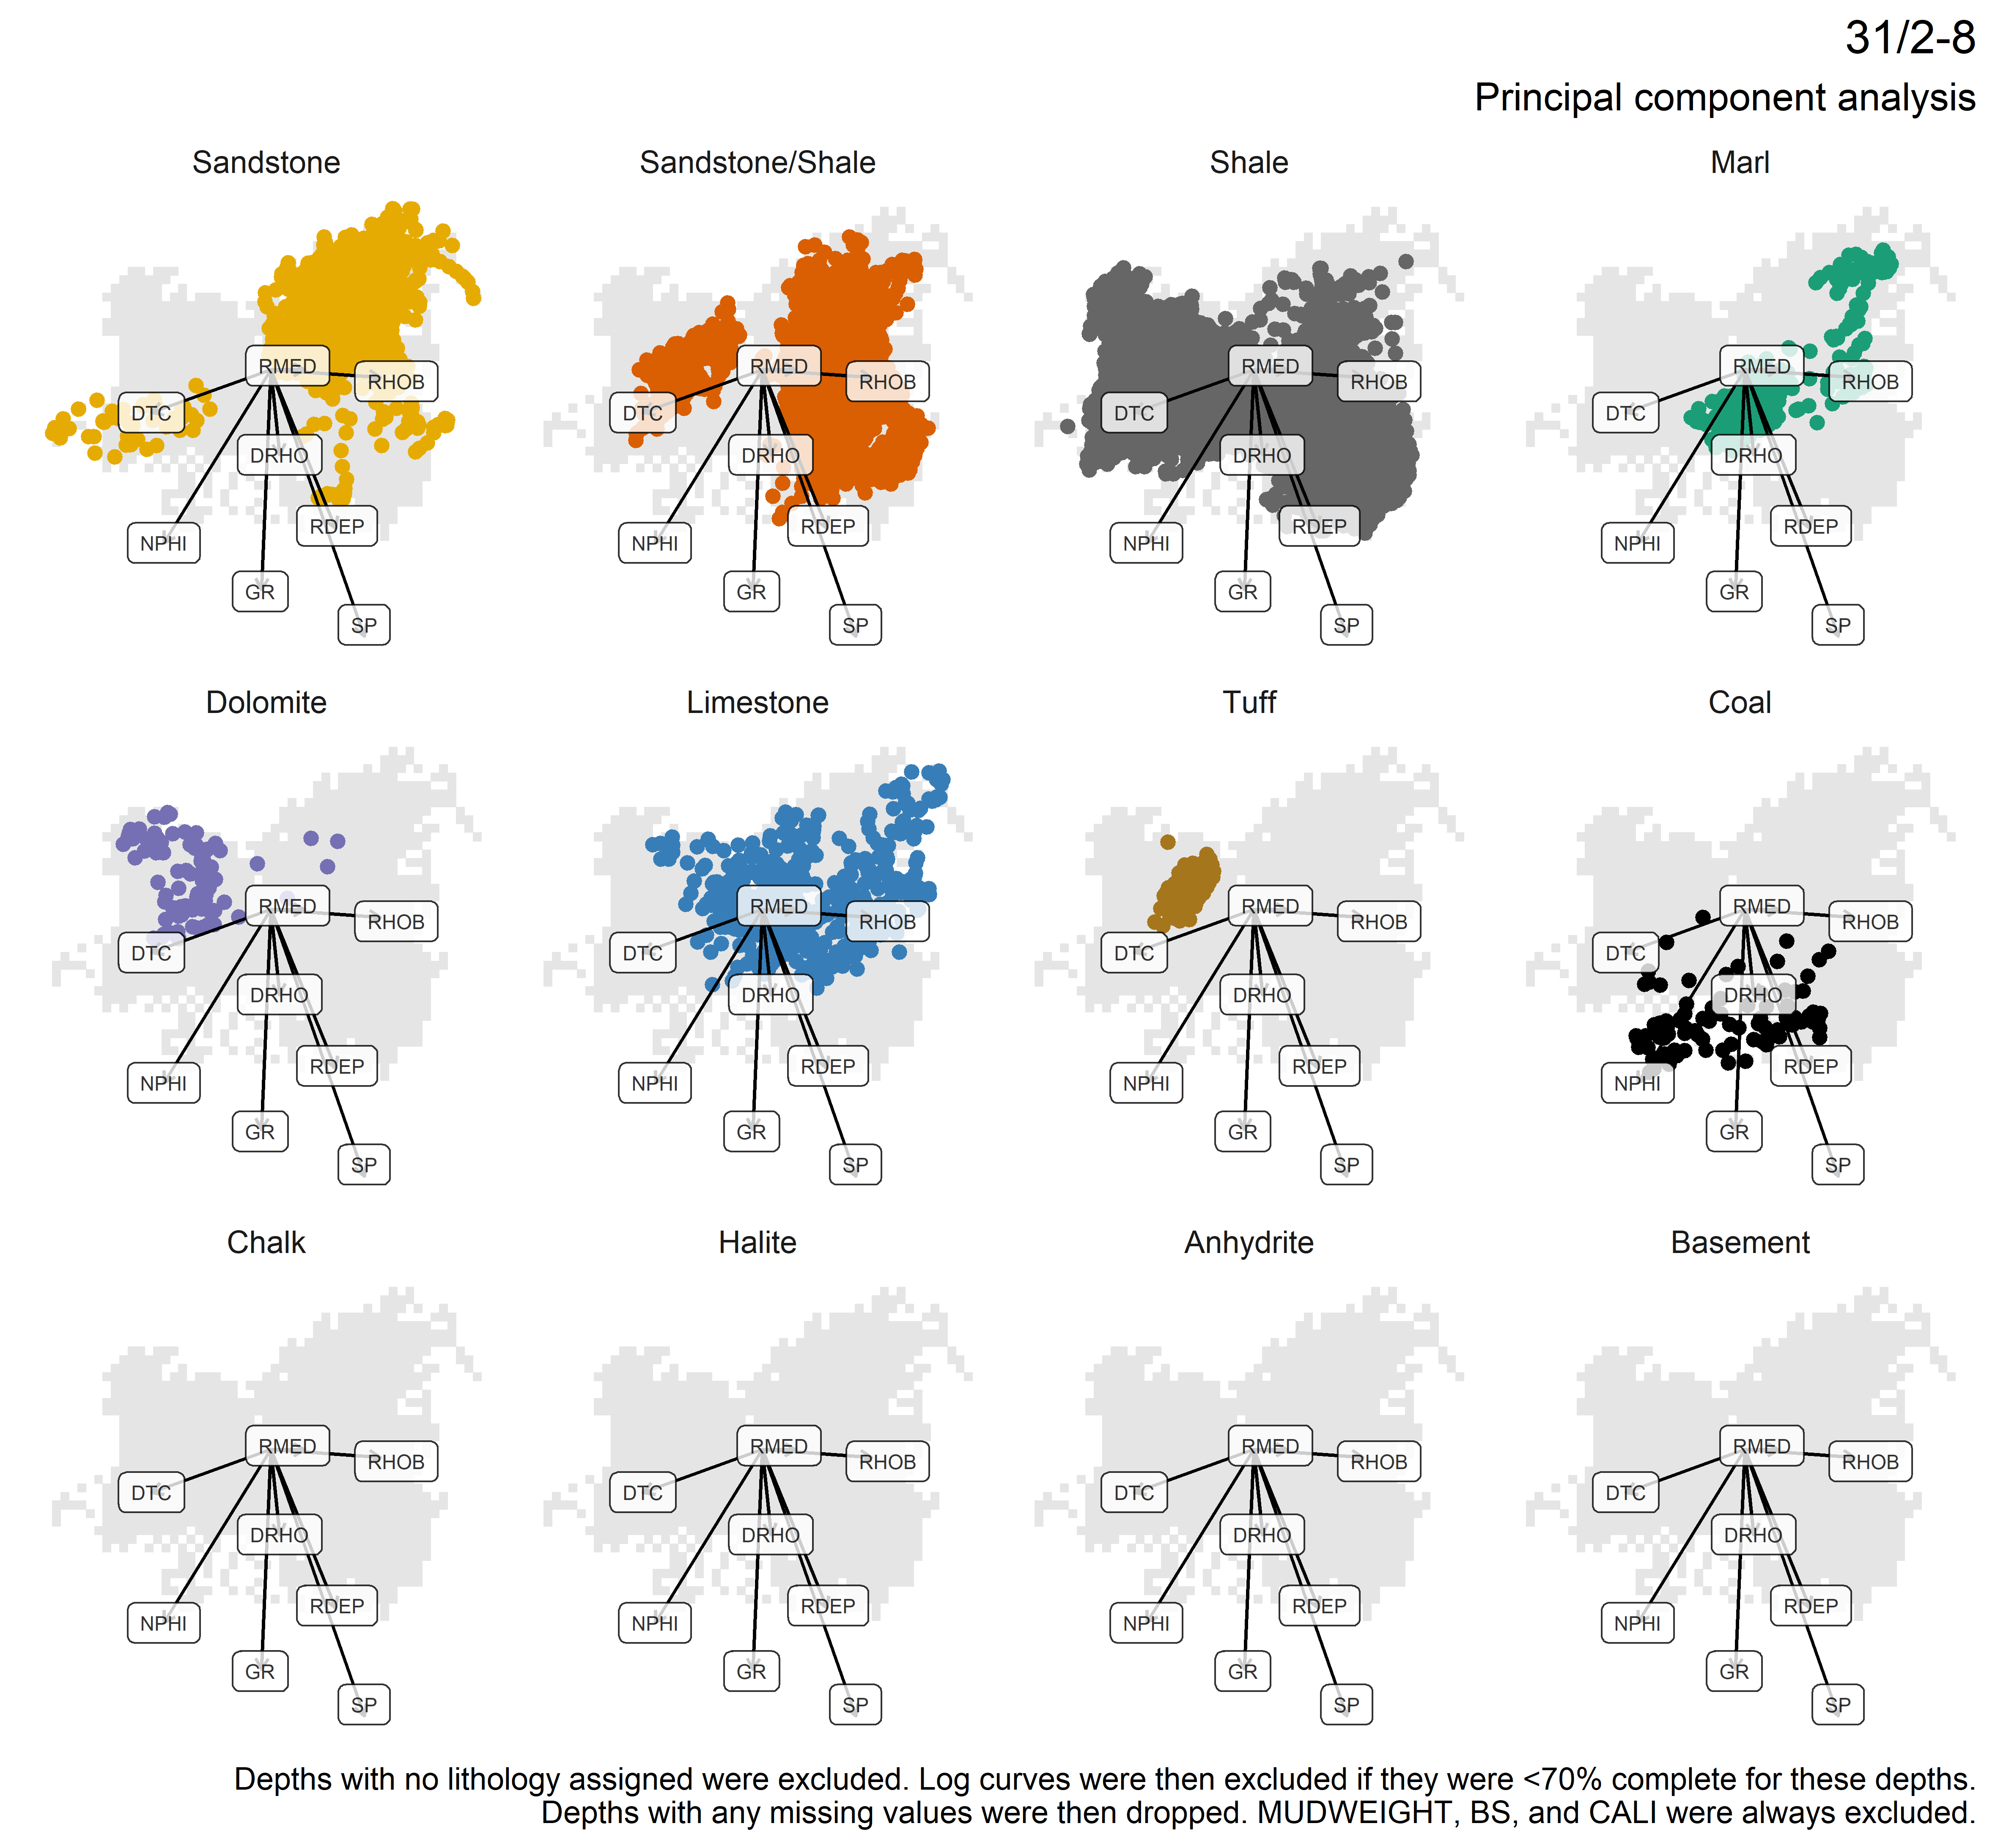 31/2-8
Principal component analysis
Sandstone
Sandstone/Shale
Shale
Marl
RMED
RHOB
DTC
DRHO
RDEP
NPHI
GR
SP
RMED
RHOB
DTC
DRHO
RDEP
NPHI
GR
SP
RMED
RHOB
DTC
DRHO
RDEP
NPHI
GR
SP
RMED
RHOB
DTC
DRHO
RDEP
NPHI
GR
SP
Dolomite
Limestone
Tuff
Coal
RMED
RHOB
DTC
DRHO
RDEP
NPHI
GR
SP
RMED
RHOB
DTC
DRHO
RDEP
NPHI
GR
SP
RMED
RHOB
DTC
DRHO
RDEP
NPHI
GR
SP
RMED
RHOB
DTC
DRHO
RDEP
NPHI
GR
SP
Chalk
Halite
Anhydrite
Basement
RMED
RHOB
DTC
DRHO
RDEP
NPHI
GR
SP
RMED
RHOB
DTC
DRHO
RDEP
NPHI
GR
SP
RMED
RHOB
DTC
DRHO
RDEP
NPHI
GR
SP
RMED
RHOB
DTC
DRHO
RDEP
NPHI
GR
SP
Depths with no lithology assigned were excluded. Log curves were then excluded if they were <70% complete for these depths.
Depths with any missing values were then dropped. MUDWEIGHT, BS, and CALI were always excluded.